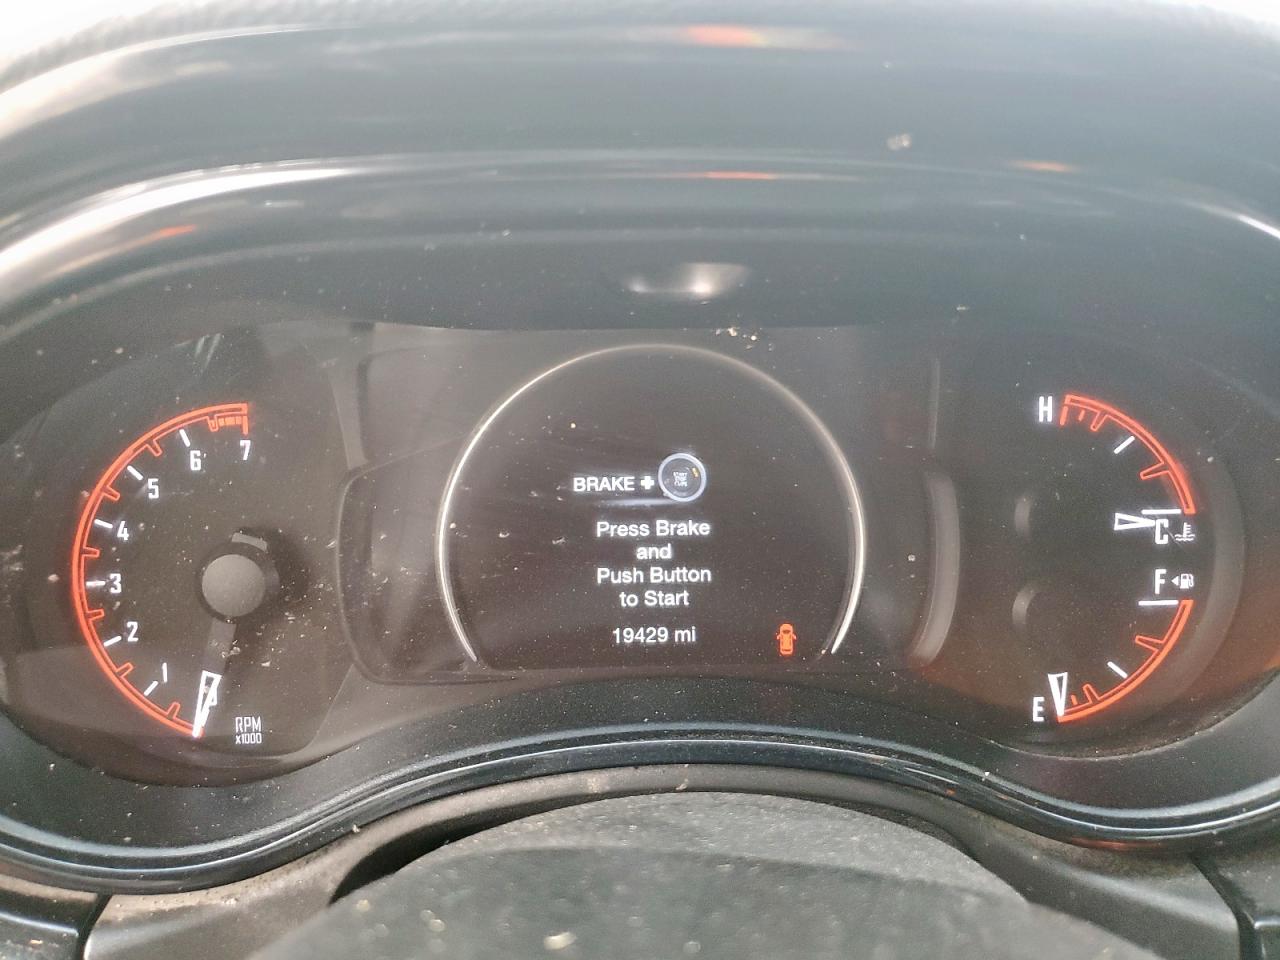 7
6
5
4
3
2
1
RPM
x1000
BRAKE +
START
Press Brake
and
Push Button
to Start
19429 mi
H
C
F
E